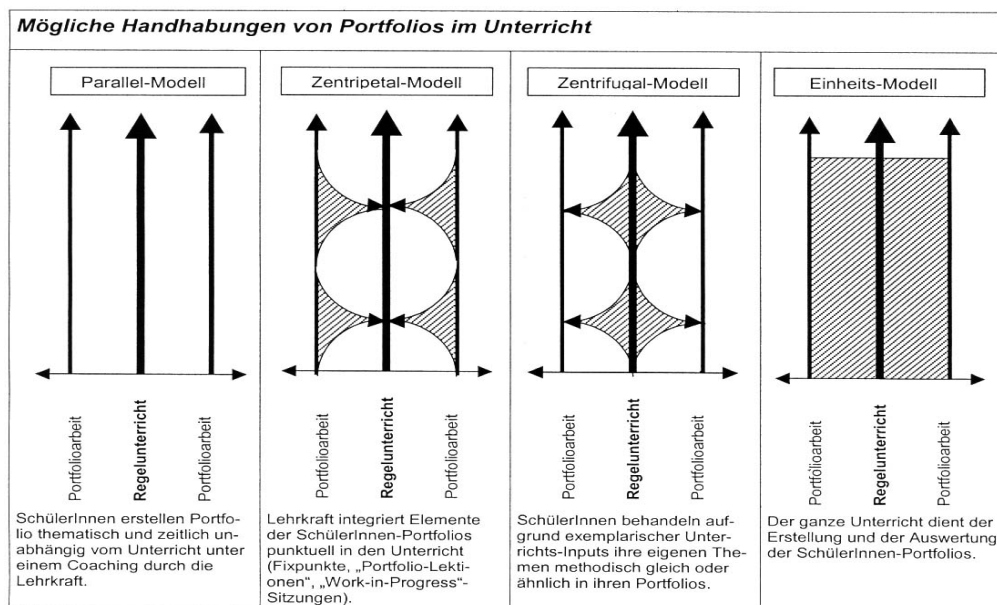 Mögliche Handhabungen von Portfolios im Unterricht
Parallel-Modell
Portfolioarbeit
Regelunterricht
Portfolioarbeit
SchülerInnen erstellen Portfo-
lio thematisch und zeitlich un-
abhängig vom Unterricht unter
einem Coaching durch die
Lehrkraft.
Zentripetal-Modell
Portfolioarbeit
Regelunterricht
Portfolioarbeit
Lehrkraft integriert Elemente
der SchülerInnen-Portfolios
punktuell in den Unterricht
(Fixpunkte, „Portfolio-Lekti-
onen“, „Work-in-Progress“-
Sitzungen).
Zentrifugal-Modell
Portfolioarbeit
Regelunterricht
Portfolioarbeit
SchülerInnen behandeln auf-
grund exemplarischer Unter-
richts-Inputs ihre eigenen The-
men methodisch gleich oder
ähnlich in ihren Portfolios.
Einheits-Modell
Portfolioarbeit
Regelunterricht
Portfolioarbeit
Der ganze Unterricht dient der
Erstellung und der Auswertung
der SchülerInnen-Portfolios.